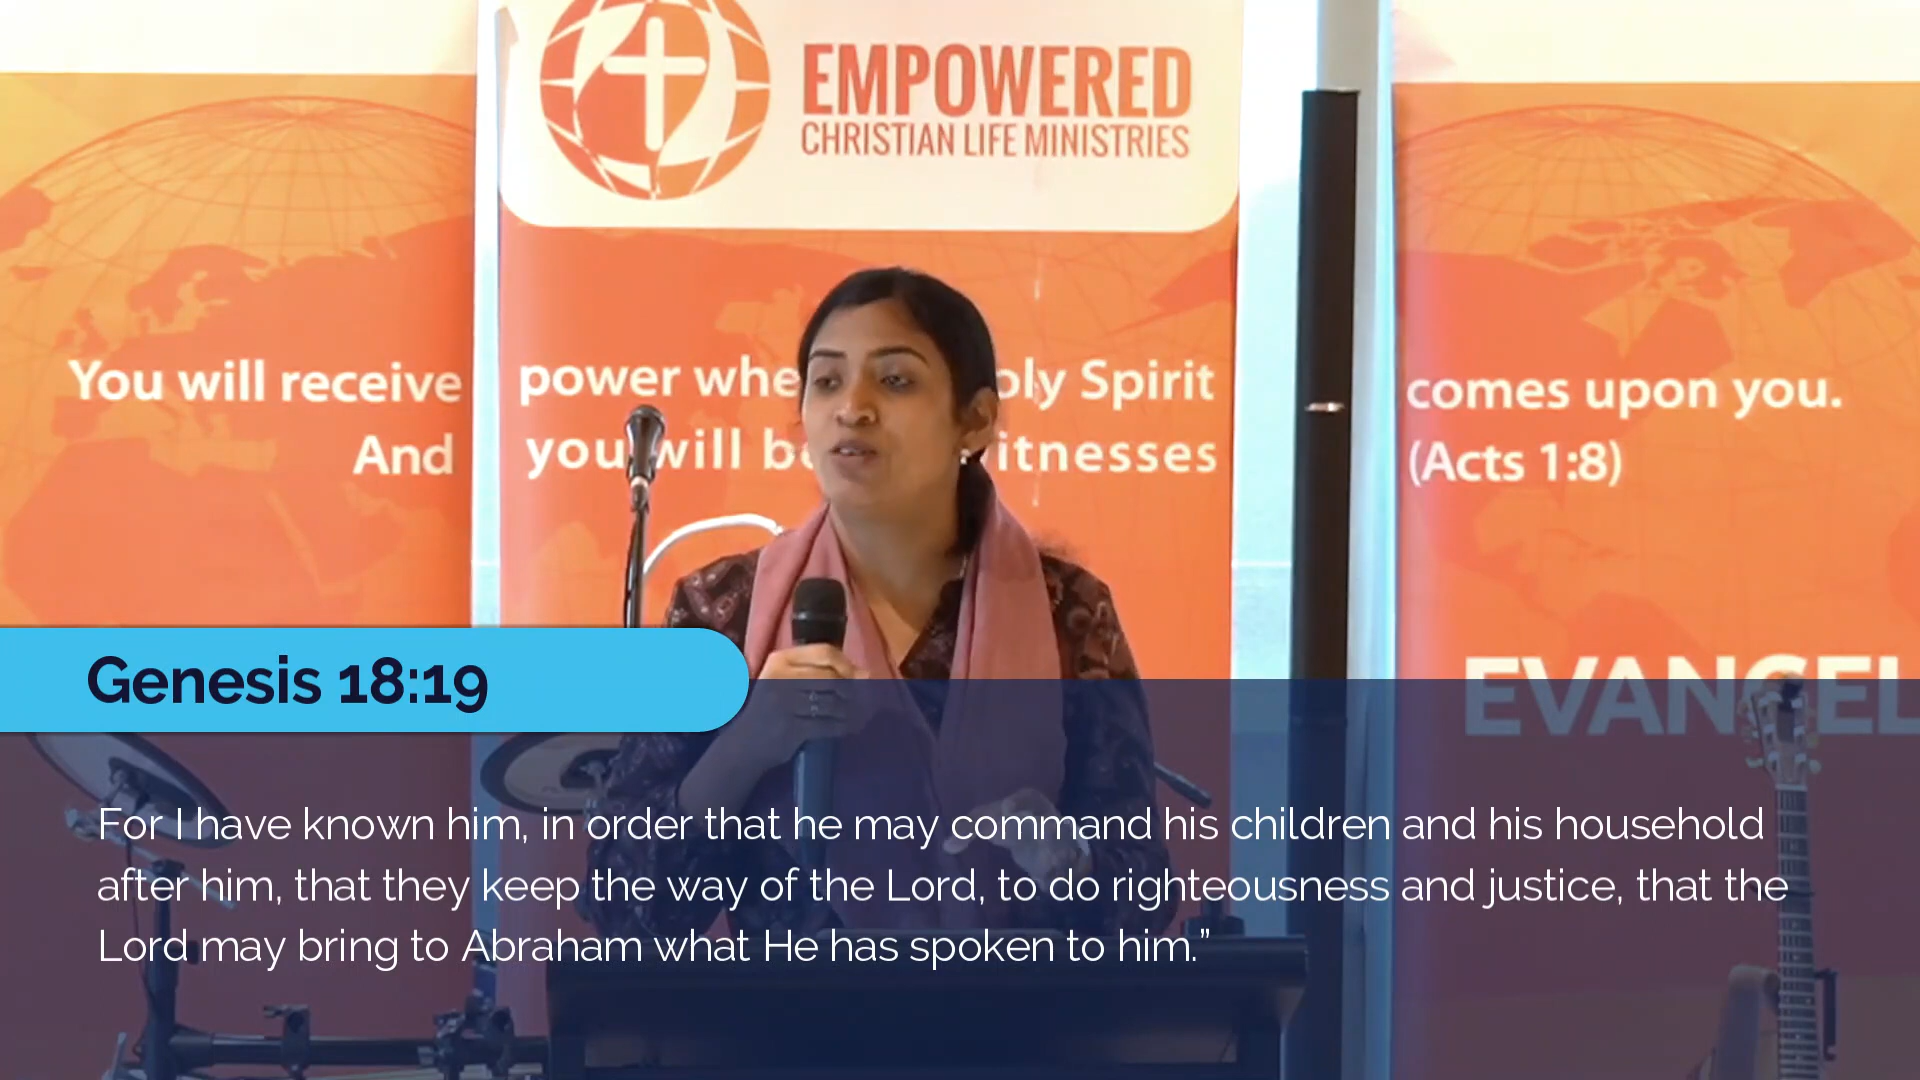 EMPOWERED
CHRISTIAN LIFE MINISTRIES
You will receive power whe oly Spirit comes upon you.
And you will b itnesses (Acts 1:8)
EVANGEL
Genesis 18:19
For I have known him, in order that he may command his children and his household
after him, that they keep the way of the Lord, to do righteousness and justice, that the
Lord may bring to Abraham what He has spoken to him.”